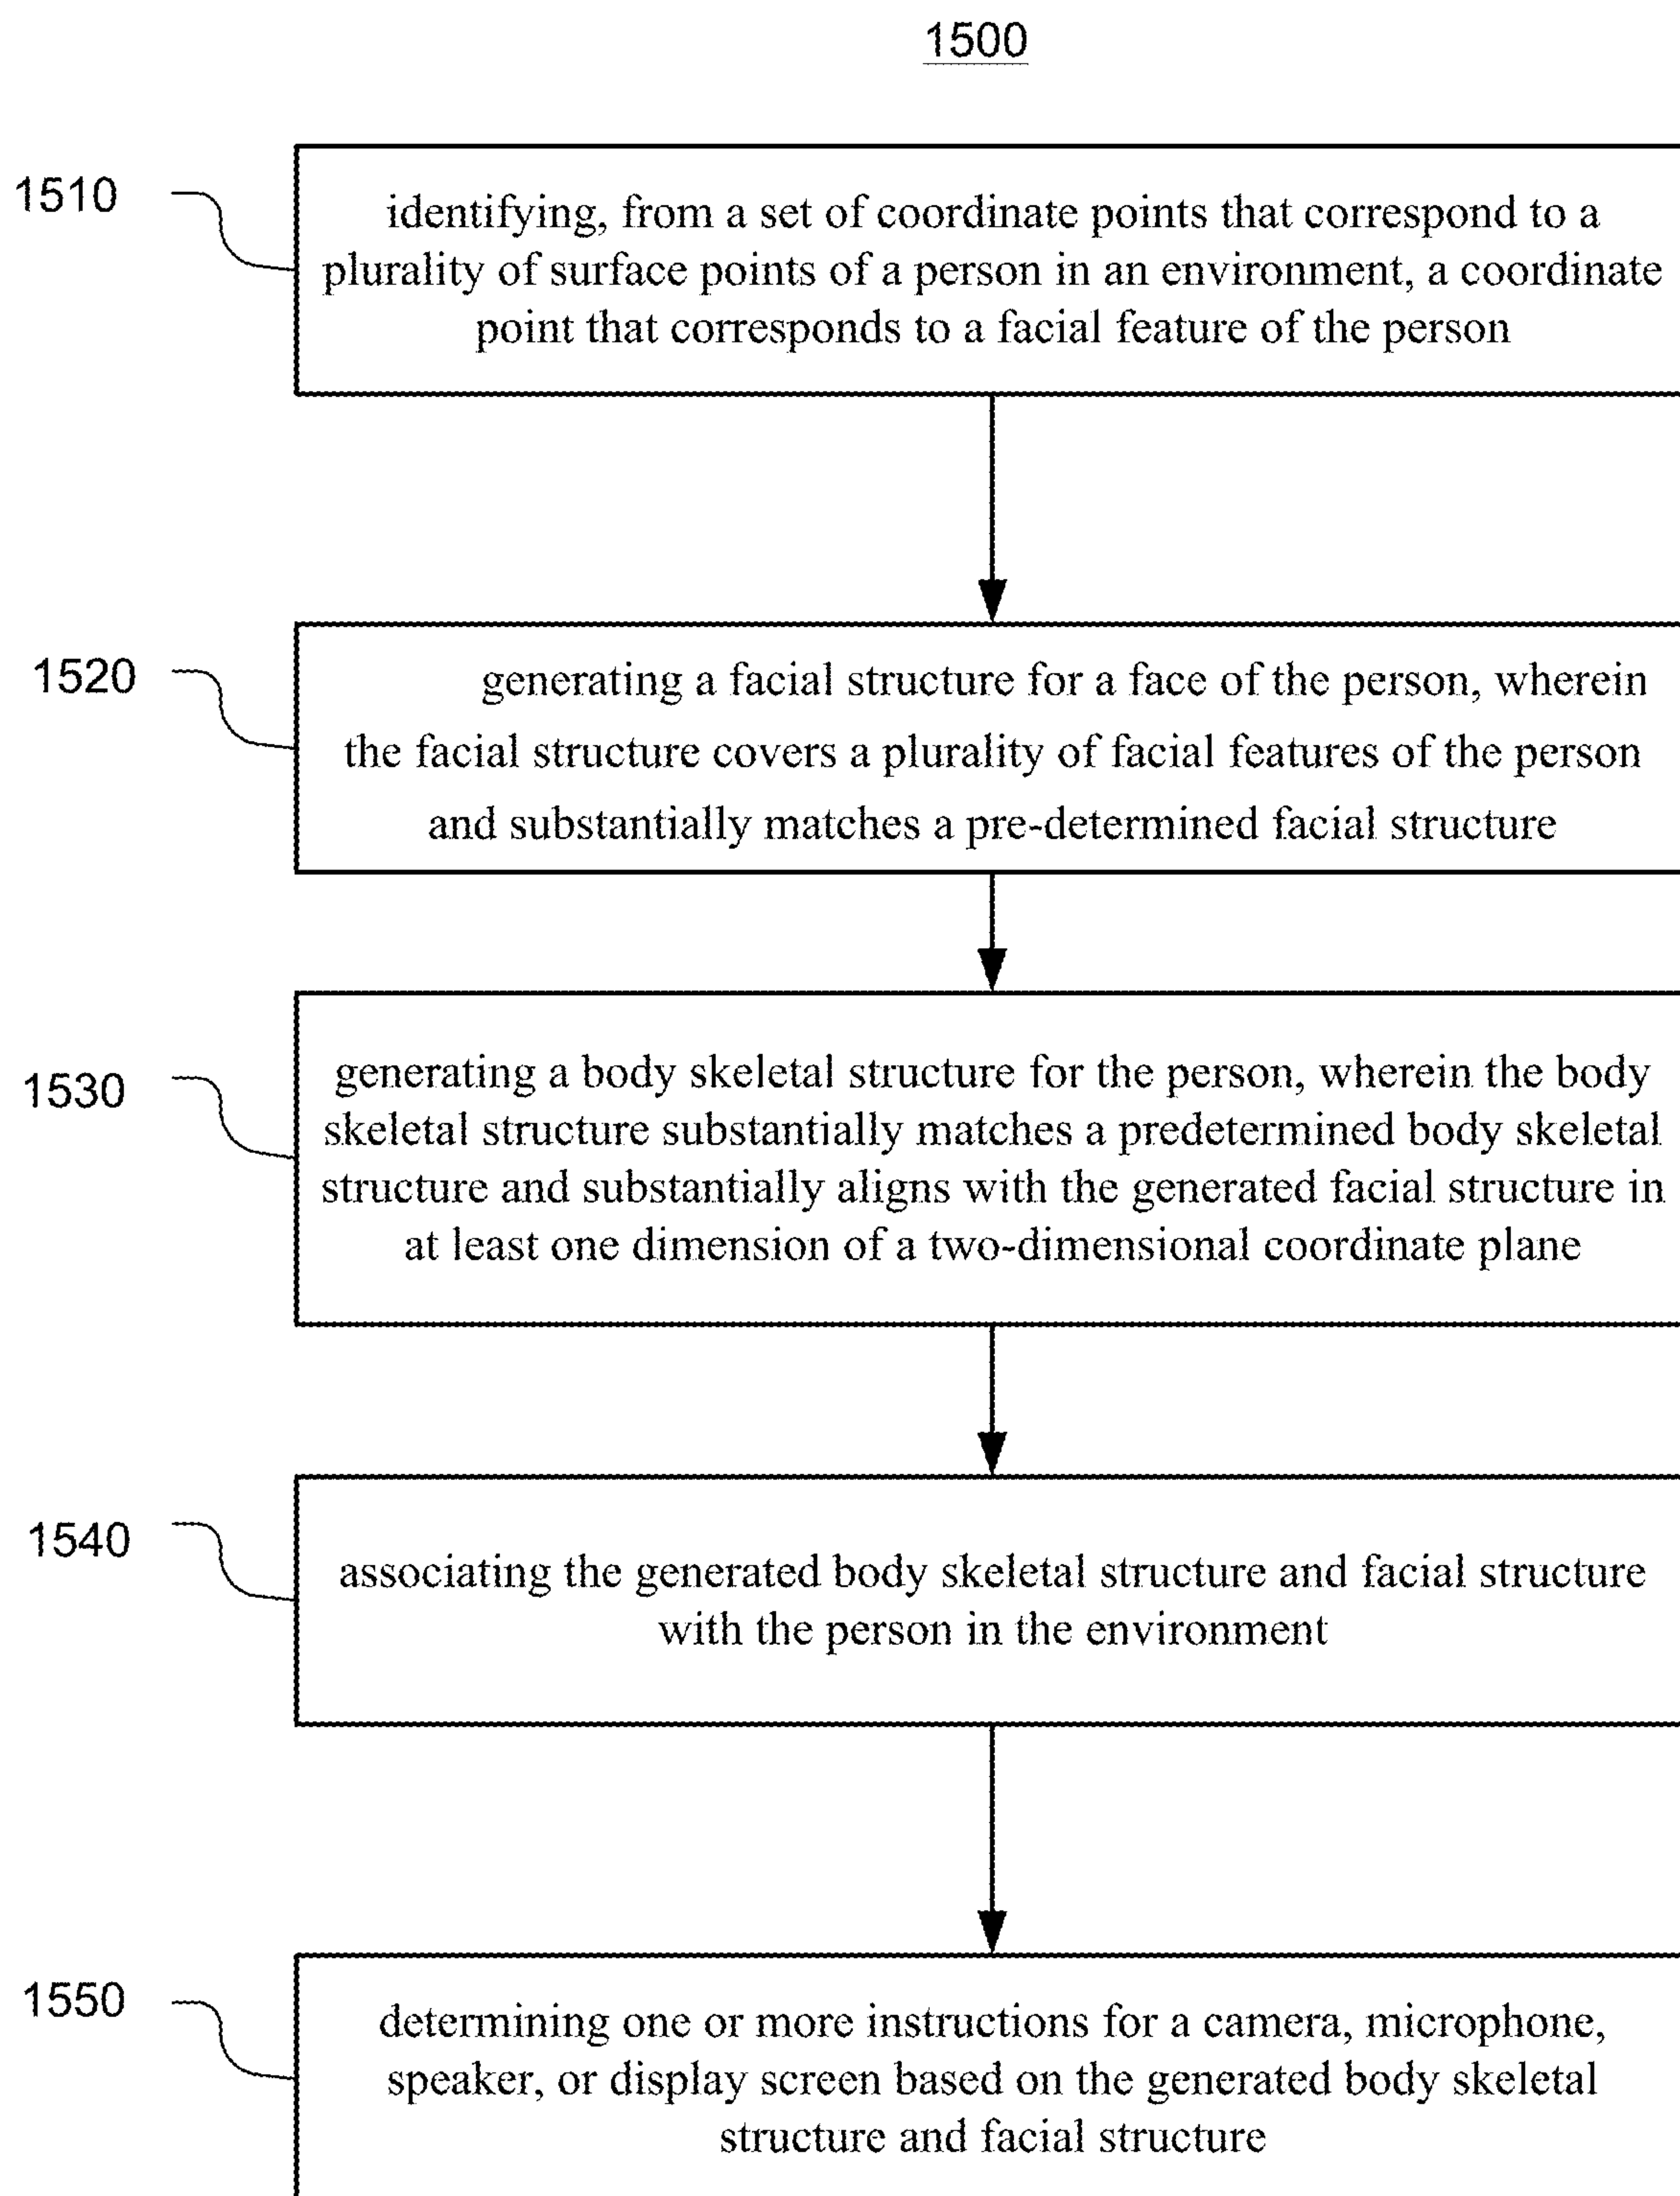 1500
1510
identifying, from a set of coordinate points that correspond to a
plurality of surface points of a person in an environment, a coordinate
point that corresponds to a facial feature of the person
1520
generating a facial structure for a face of the person, wherein
the facial structure covers a plurality of facial features of the person
and substantially matches a pre-determined facial structure
1530
generating a body skeletal structure for the person, wherein the body
skeletal structure substantially matches a predetermined body skeletal
structure and substantially aligns with the generated facial structure in
at least one dimension of a two-dimensional coordinate plane
1540
associating the generated body skeletal structure and facial structure
with the person in the environment
1550
determining one or more instructions for a camera, microphone,
speaker, or display screen based on the generated body skeletal
structure and facial structure